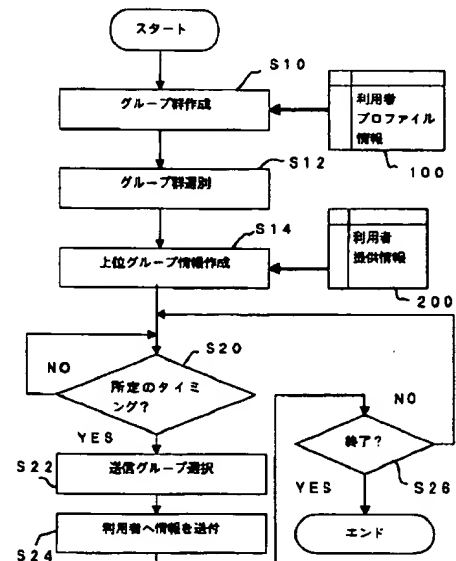 スタート
S10
グループ群作成
利用者
プロファイル
情報
100
S12
グループ群選別
S14
上位グループ情報作成
利用者
提供情報
200
S20
NO
所定のタイミ
ング?
YES
NO
終了?
S22
送信グループ選択
YES
S26
S24
利用者へ情報を送付
エンド